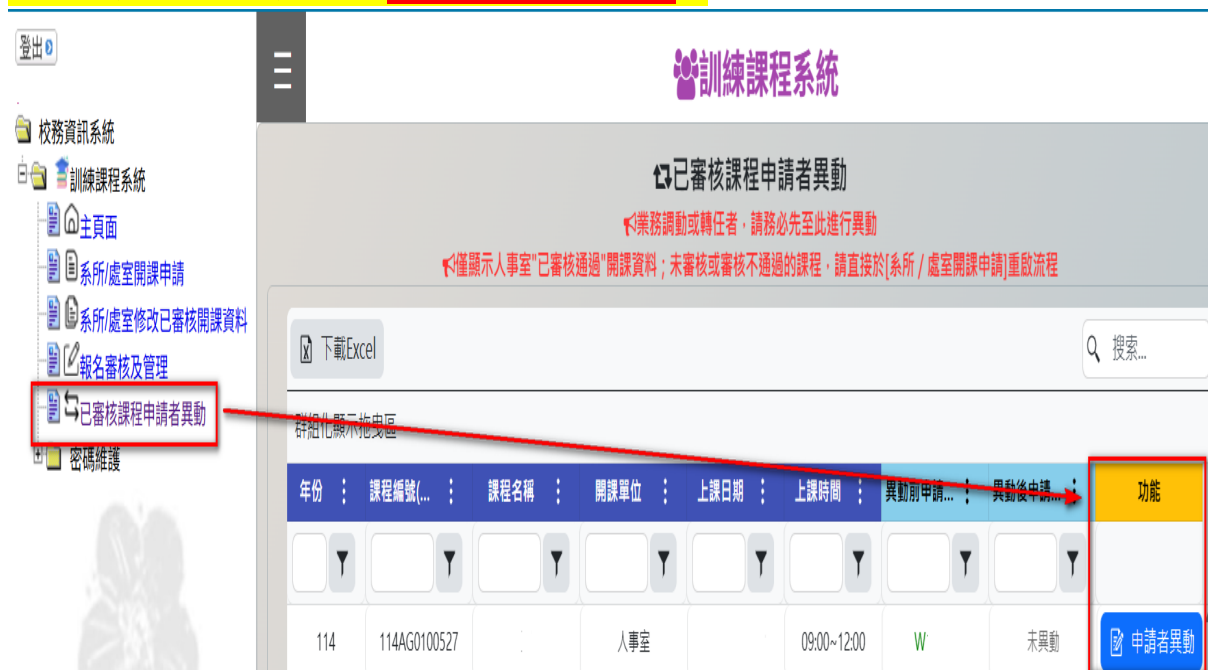 登出
訓練課程系統
校務資訊系統
訓練課程系統
主頁面
系所/處室開課申請
系所/處室修改已審核開課資料
報名審核及管理
已審核課程申請者異動
密碼維護
已審核課程申請者異動
業務調動或轉任者，請務必先至此進行異動
僅顯示人事室"已審核通過"開課資料；未審核或審核不通過的課程，請直接於[系所 / 處室開課申請]重啟流程
下載Excel
搜索...
群組化顯示拖曳區
年份 課程編號(... 課程名稱 開課單位 上課日期 上課時間 異動前申請... 異動後申請... 功能
114 114AG0100527 人事室 09:00~12:00 W 未異動 申請者異動